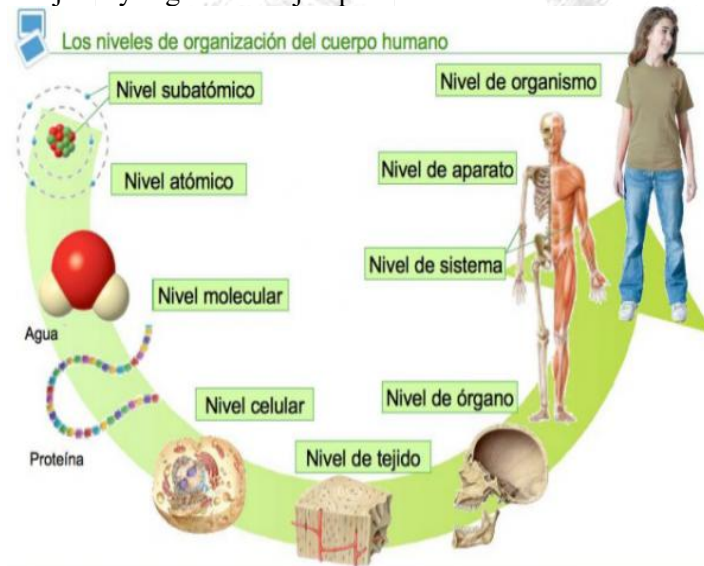 Los niveles de organización del cuerpo humano
Nivel subatómico
Nivel atómico
Nivel molecular
Agua
Proteína
Nivel celular
Nivel de tejido
Nivel de órgano
Nivel de sistema
Nivel de aparato
Nivel de organismo